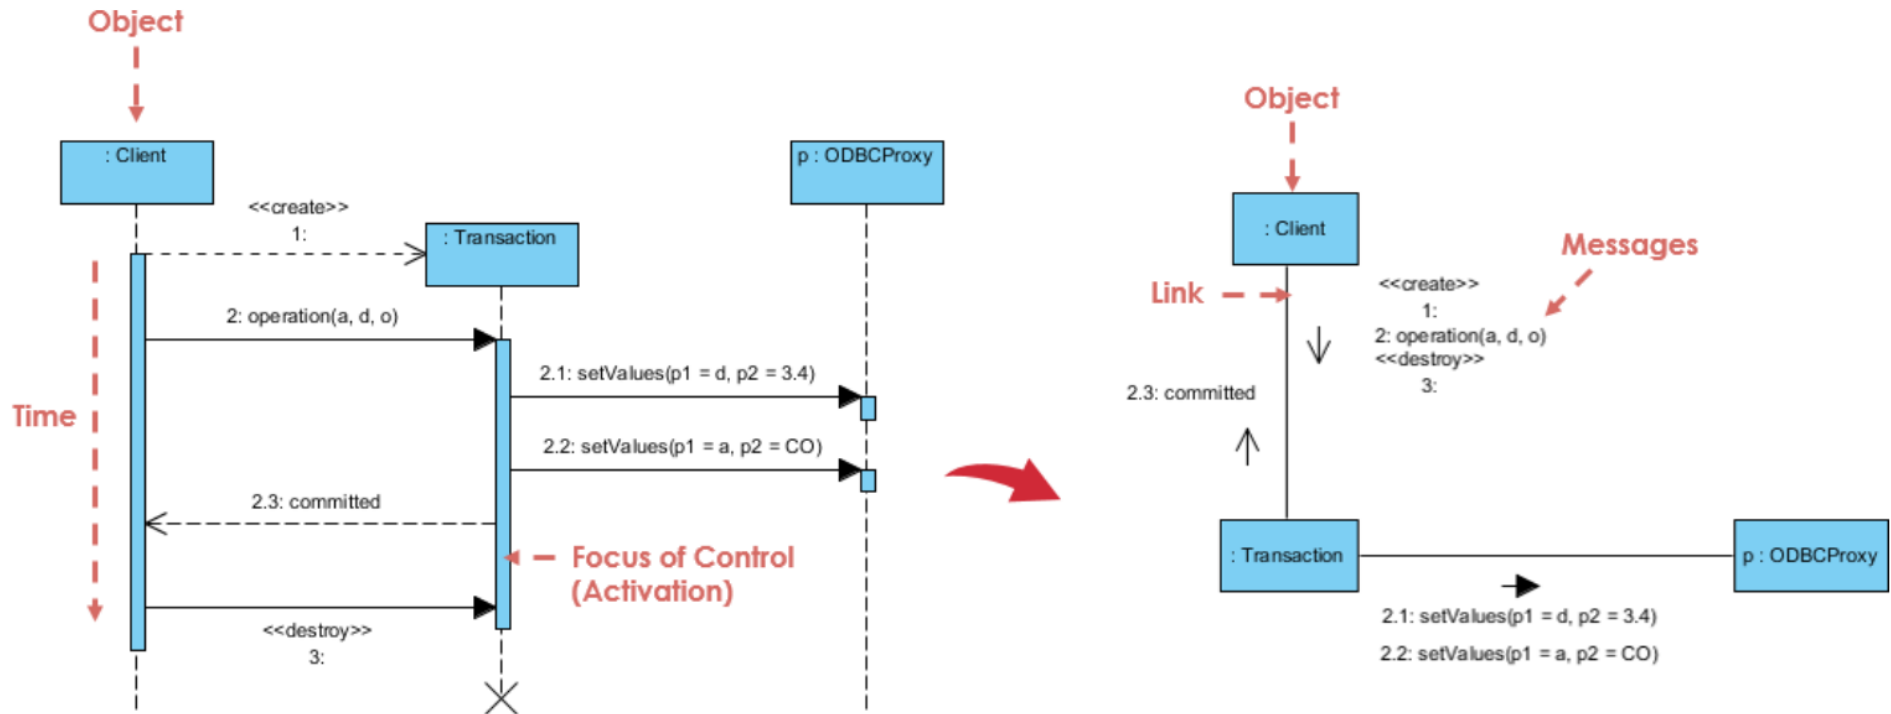 Object
: Client
p : ODBCProxy
<<create>>
1:
: Transaction
2: operation(a, d, o)
2.1: setValues(p1 = d, p2 = 3.4)
Time
2.2: setValues(p1 = a, p2 = CO)
2.3: committed
Focus of Control
(Activation)
<<destroy>>
3:
Object
: Client
Messages
Link
<<create>>
1:
2: operation(a, d, o)
<<destroy>>
3:
2.3: committed
: Transaction
p : ODBCProxy
2.1: setValues(p1 = d, p2 = 3.4)
2.2: setValues(p1 = a, p2 = CO)